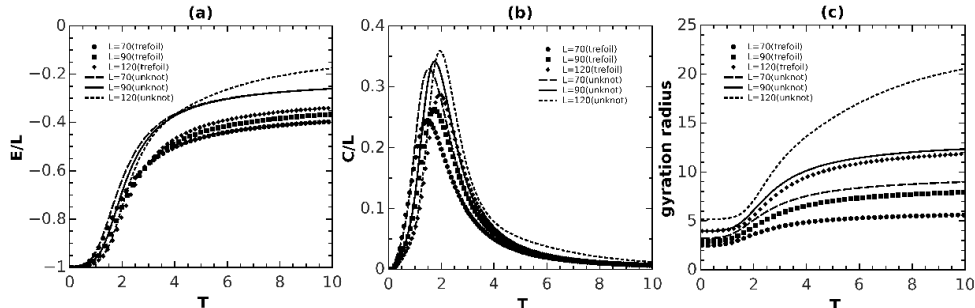 (a)
0
−0.2
−0.4
−0.6
−0.8
−1
E/L
L=70(trefoil)
L=90(trefoil)
L=120(trefoil)
L=70(unknot)
L=90(unknot)
L=120(unknot)
0 2 4 6 8 10
T
(b)
0.4
0.3
0.2
0.1
0
C/L
L=70(trefoil)
L=90(trefoil)
L=120(trefoil)
L=70(unknot)
L=90(unknot)
L=120(unknot)
0 2 4 6 8 10
T
(c)
25
20
15
10
5
0
gyration radius
L=70(trefoil)
L=90(trefoil)
L=120(trefoil)
L=70(unknot)
L=90(unknot)
L=120(unknot)
0 2 4 6 8 10
T